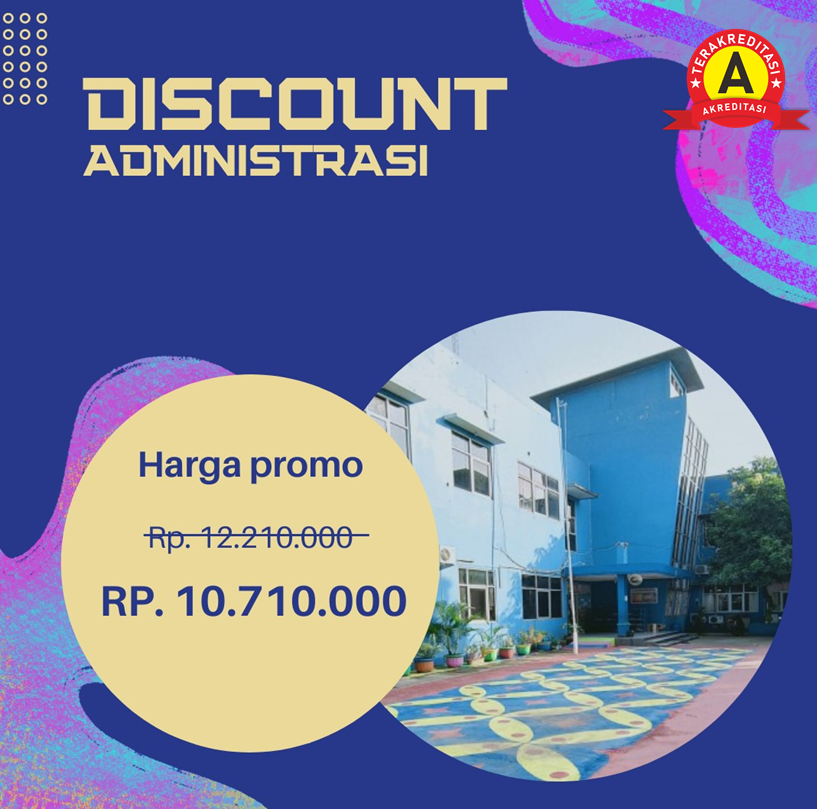 DISCOUNT
ADMINISTRASI
TERAKREDITASI
A
AKREDITASI
Harga promo
Rp. 12.210.000
RP. 10.710.000